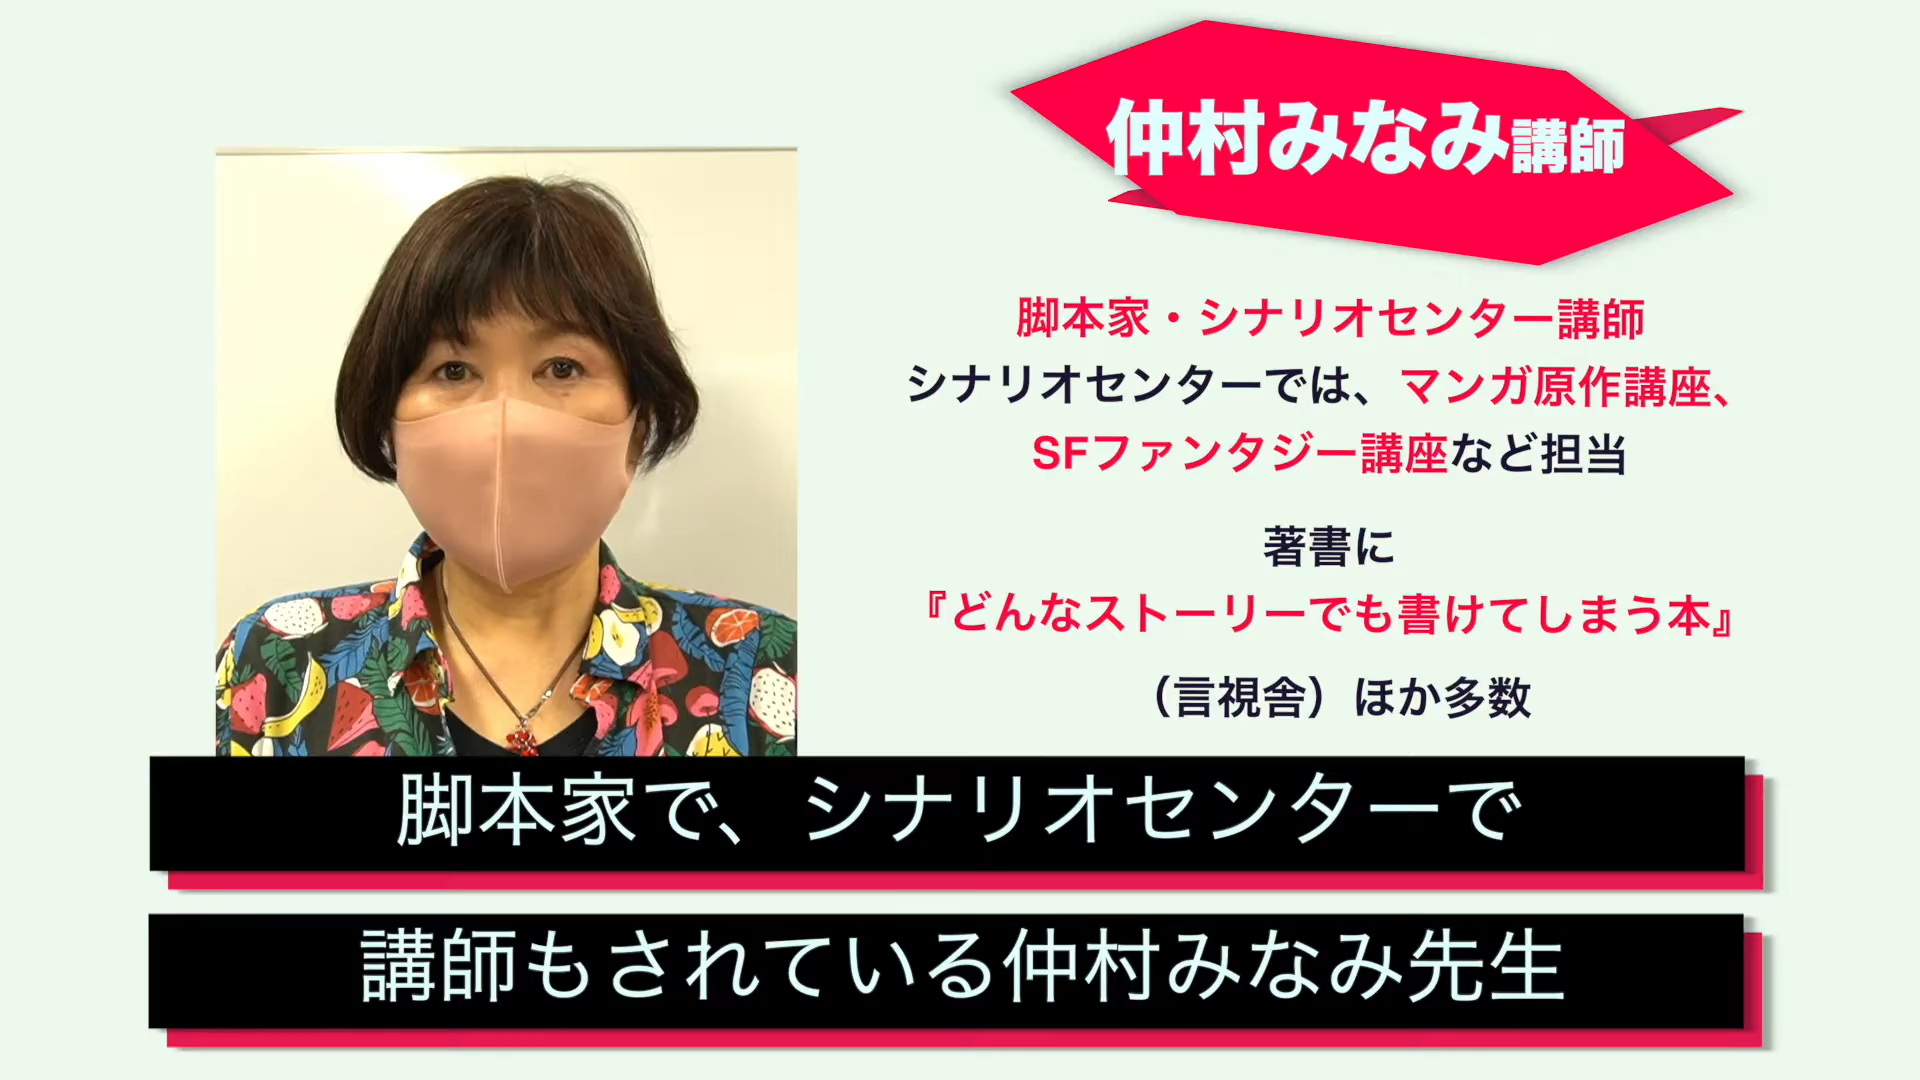 仲村みなみ講師
脚本家・シナリオセンター講師
シナリオセンターでは、マンガ原作講座、
SFファンタジー講座など担当
著書に
『どんなストーリーでも書けてしまう本』
（言視舎）ほか多数
脚本家で、シナリオセンターで
講師もされている仲村みなみ先生